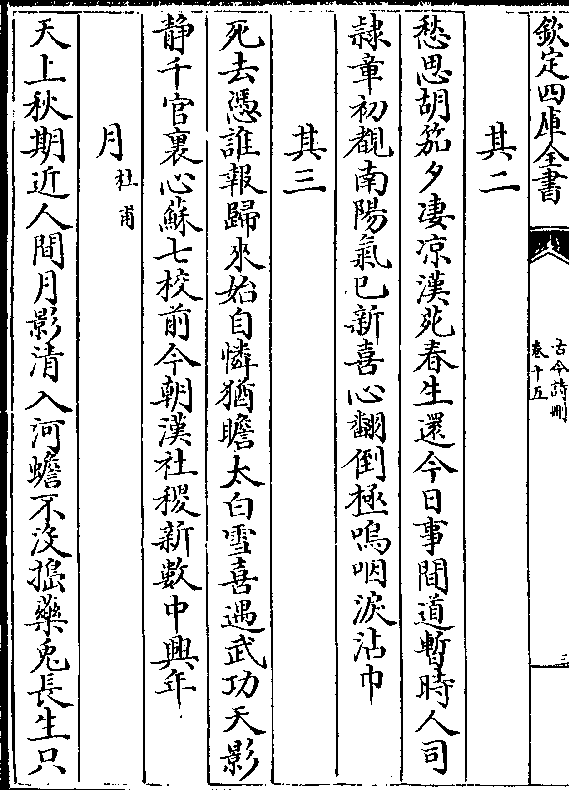 欽定四庫全書
古今詩刪
卷十五
三
其二
愁思胡笳夕淒凉漢苑春生還今日事間道暫時人司
隷章初覩南陽氣已新喜心翻倒極嗚咽淚沾巾
其三
死去憑誰報歸來始自憐猶瞻太白雪喜遇武功天影
静千官裏心蘇七校前今朝漢社稷新數中興年
月杜甫
天上秋期近人間月影清入河蟾不没搗藥兎長生只